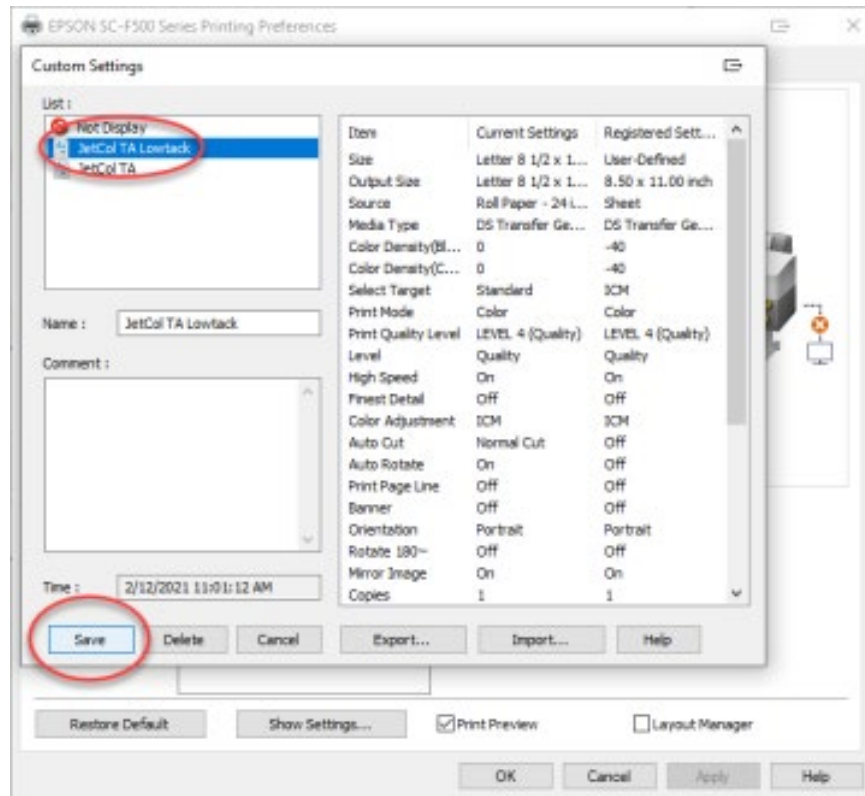 EPSON SC-F500 Series Printing Preferences
Custom Settings
List :
Not Display
JetCol TA Lowtack
JetCol TA
Name : JetCol TA Lowtack
Comment :
Time : 2/12/2021 11:01:12 AM
Item Current Settings Registered Sett...
Size Letter 8 1/2 x 1... User-Defined
Output Size Letter 8 1/2 x 1... 8.50 x 11.00 inch
Source Roll Paper - 24 i... Sheet
Media Type DS Transfer Ge... DS Transfer Ge...
Color Density(Bl... 0 -40
Color Density(C... 0 -40
Select Target Standard ICM
Print Mode Color Color
Print Quality Level LEVEL 4 (Quality) LEVEL 4 (Quality)
Level Quality Quality
High Speed On On
Finest Detail Off Off
Color Adjustment ICM ICM
Auto Cut Normal Cut Off
Auto Rotate On Off
Print Page Line Off Off
Banner Off Off
Orientation Portrait Portrait
Rotate 180~ Off Off
Mirror Image On On
Copies 1 1
Save Delete Cancel Export... Import... Help
Restore Default Show Settings... Print Preview Layout Manager
OK Cancel Apply Help